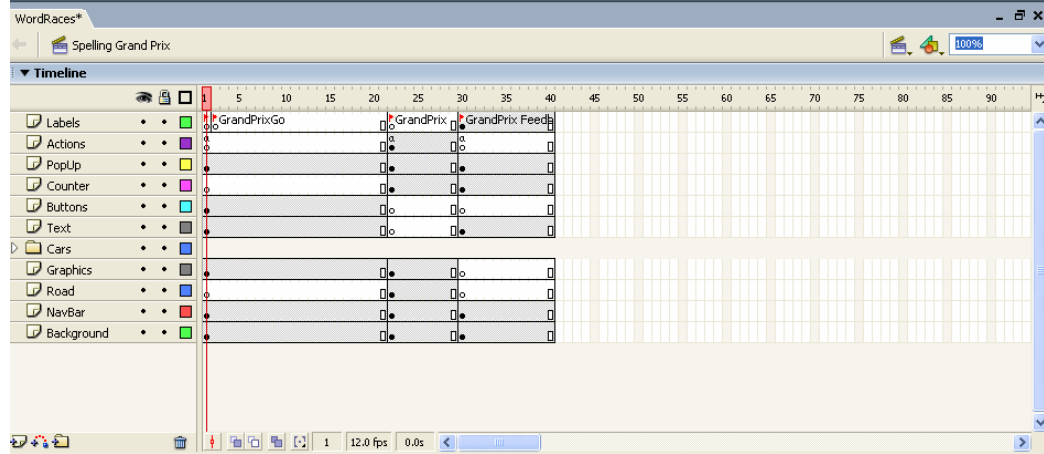 WordRaces*
Spelling Grand Prix 100%
Timeline
1 5 10 15 20 25 30 35 40 45 50 55 60 65 70 75 80 85 90
Labels GrandPrixGo GrandPrix GrandPrix Feedb
Actions a a a
PopUp
Counter
Buttons
Text
Cars
Graphics
Road
NavBar
Background
1 12.0 fps 0.0s